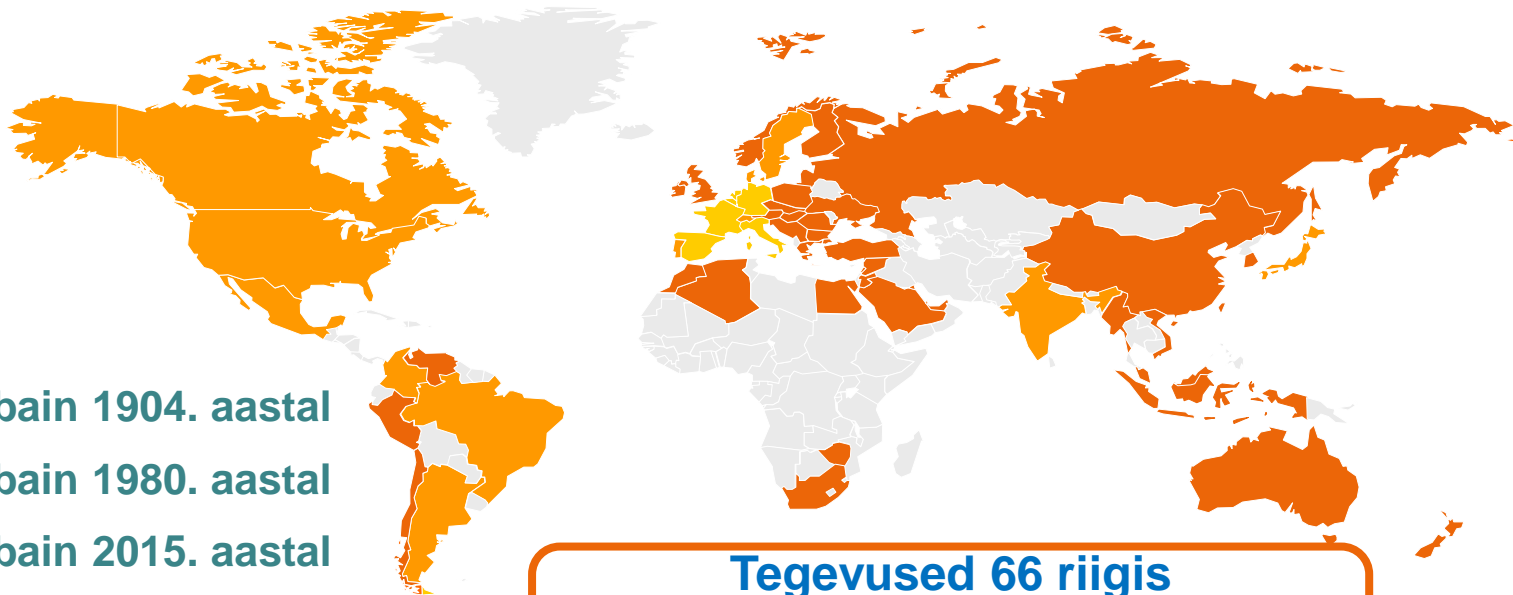 bain 1904. aastal
bain 1980. aastal
bain 2015. aastal
Tegevused 66 riigis